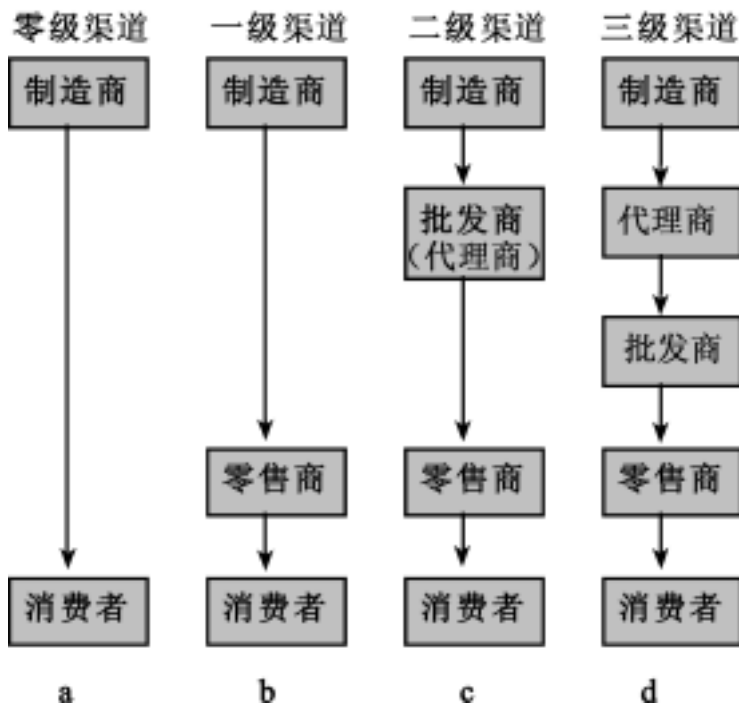 零级渠道 一级渠道 二级渠道 三级渠道
制造商 制造商 制造商 制造商
批发商
（代理商） 代理商
批发商
零售商 零售商 零售商
消费者 消费者 消费者 消费者
a b c d